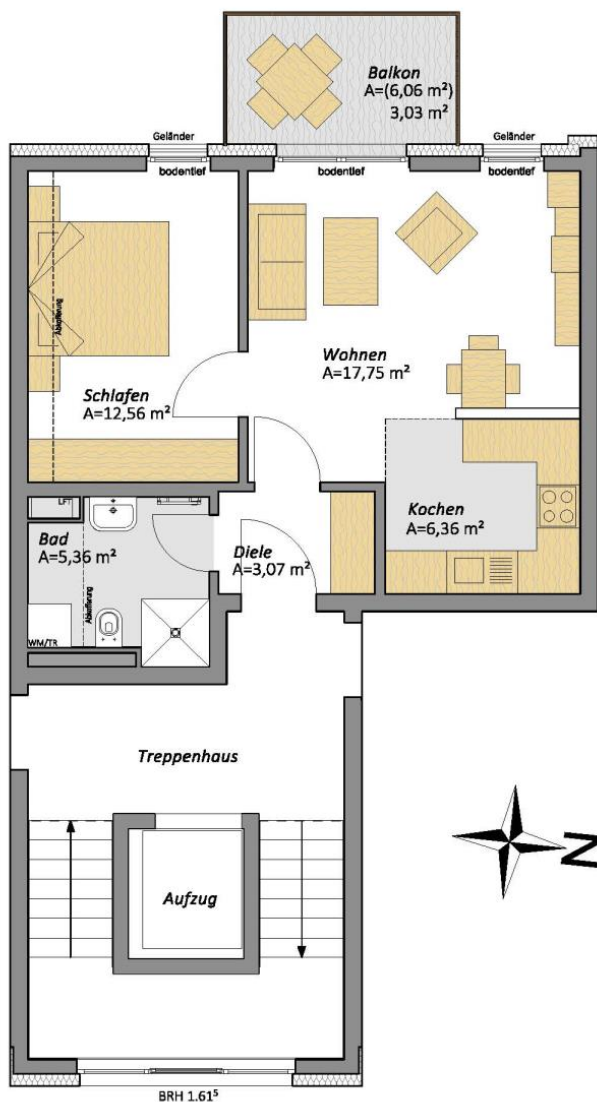 Balkon
A=(6,06 m²)
3,03 m²
Geländer
Geländer
bodentief
bodentief
bodentief
Abkofferung
Wohnen
A=17,75 m²
Schlafen
A=12,56 m²
LFT
Kochen
A=6,36 m²
Bad
A=5,36 m²
Diele
A=3,07 m²
Abkofferung
WM/TR
Treppenhaus
N
Aufzug
BRH 1.61⁵